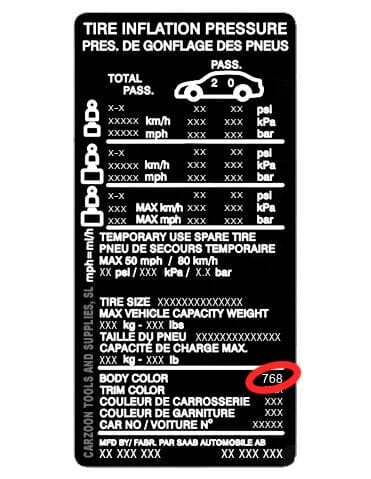 TIRE INFLATION PRESSURE
PRES. DE GONFLAGE DES PNEUS
PASS.
TOTAL
PASS.
2 0
x-x xx xx psi
xxxxx km/h xxx xxx kPa
xxxxx mph xxx xxx bar
x-x xx xx psi
xxxxx km/h xxx xxx kPa
xxxxx mph xxx xxx bar
x-x xx xx psi
xxx MAX km/h xxx xxx kPa
xxx MAX mph xxx xxx bar
mph=ml/h
TEMPORARY USE SPARE TIRE
PNEU DE SECOURS TEMPORAIRE
MAX 50 mph / 80 km/h
xx psi / xxx kPa / x.x bar
TIRE SIZE XXXXXXXXXXXXXX
MAX VEHICLE CAPACITY WEIGHT
XXX kg - XXX lbs
TAILLE DU PNEU XXXXXXXXXXXXXX
CAPACITÉ DE CHARGE MAX.
XXX kg - XXX lb
CARZOON TOOLS AND SUPPLIES, SL
BODY COLOR 768
TRIM COLOR
COULEUR DE CARROSSERIE XXX
COULEUR DE GARNITURE XXX
CAR NO / VOITURE N° XXXXX
MFD BY/ FABR. PAR SAAB AUTOMOBILE AB
XX XXX XXX XX XXX XXX